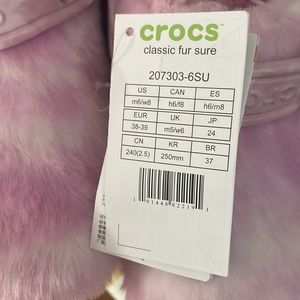 crocs
classic fur sure
207303-6SU
US CAN ES
m6/w8 h6/f8 h6/m8
EUR UK JP
38-39 m5/w6 24
CN KR BR
240(2.5) 250mm 37